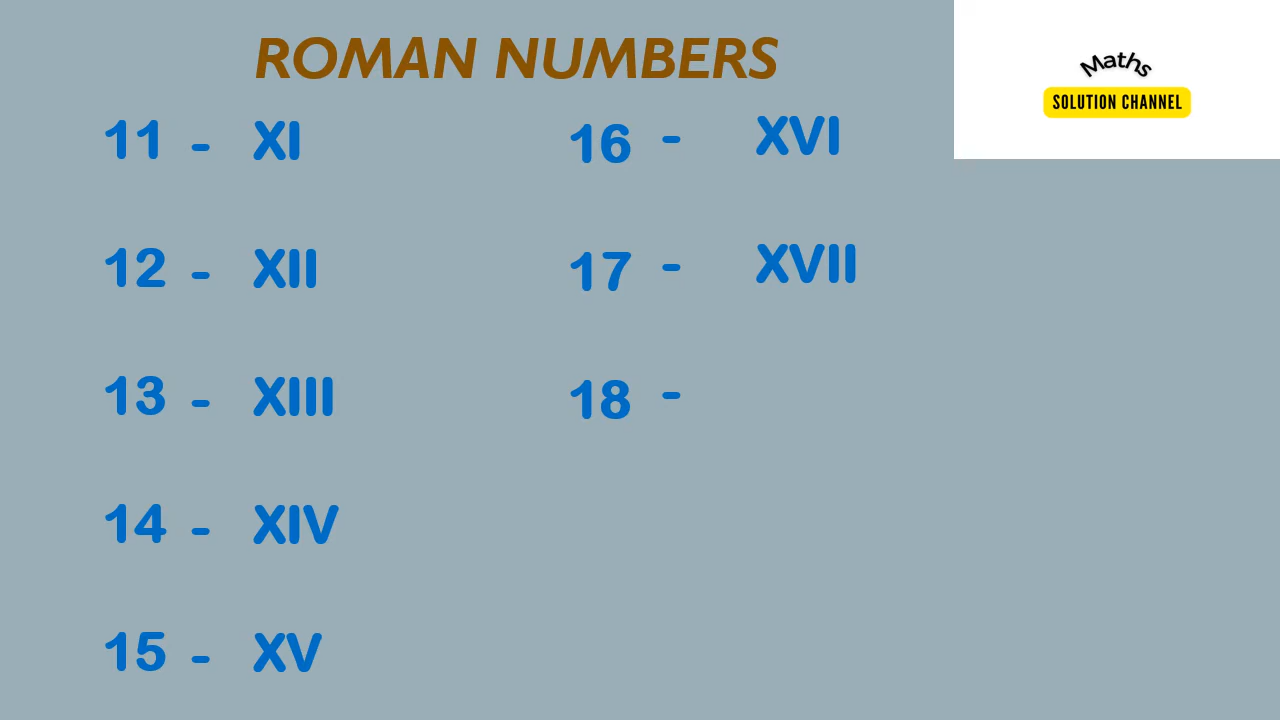 ROMAN NUMBERS
Maths
SOLUTION CHANNEL
11 - XI
12 - XII
13 - XIII
14 - XIV
15 - XV
16 - XVI
17 - XVII
18 -